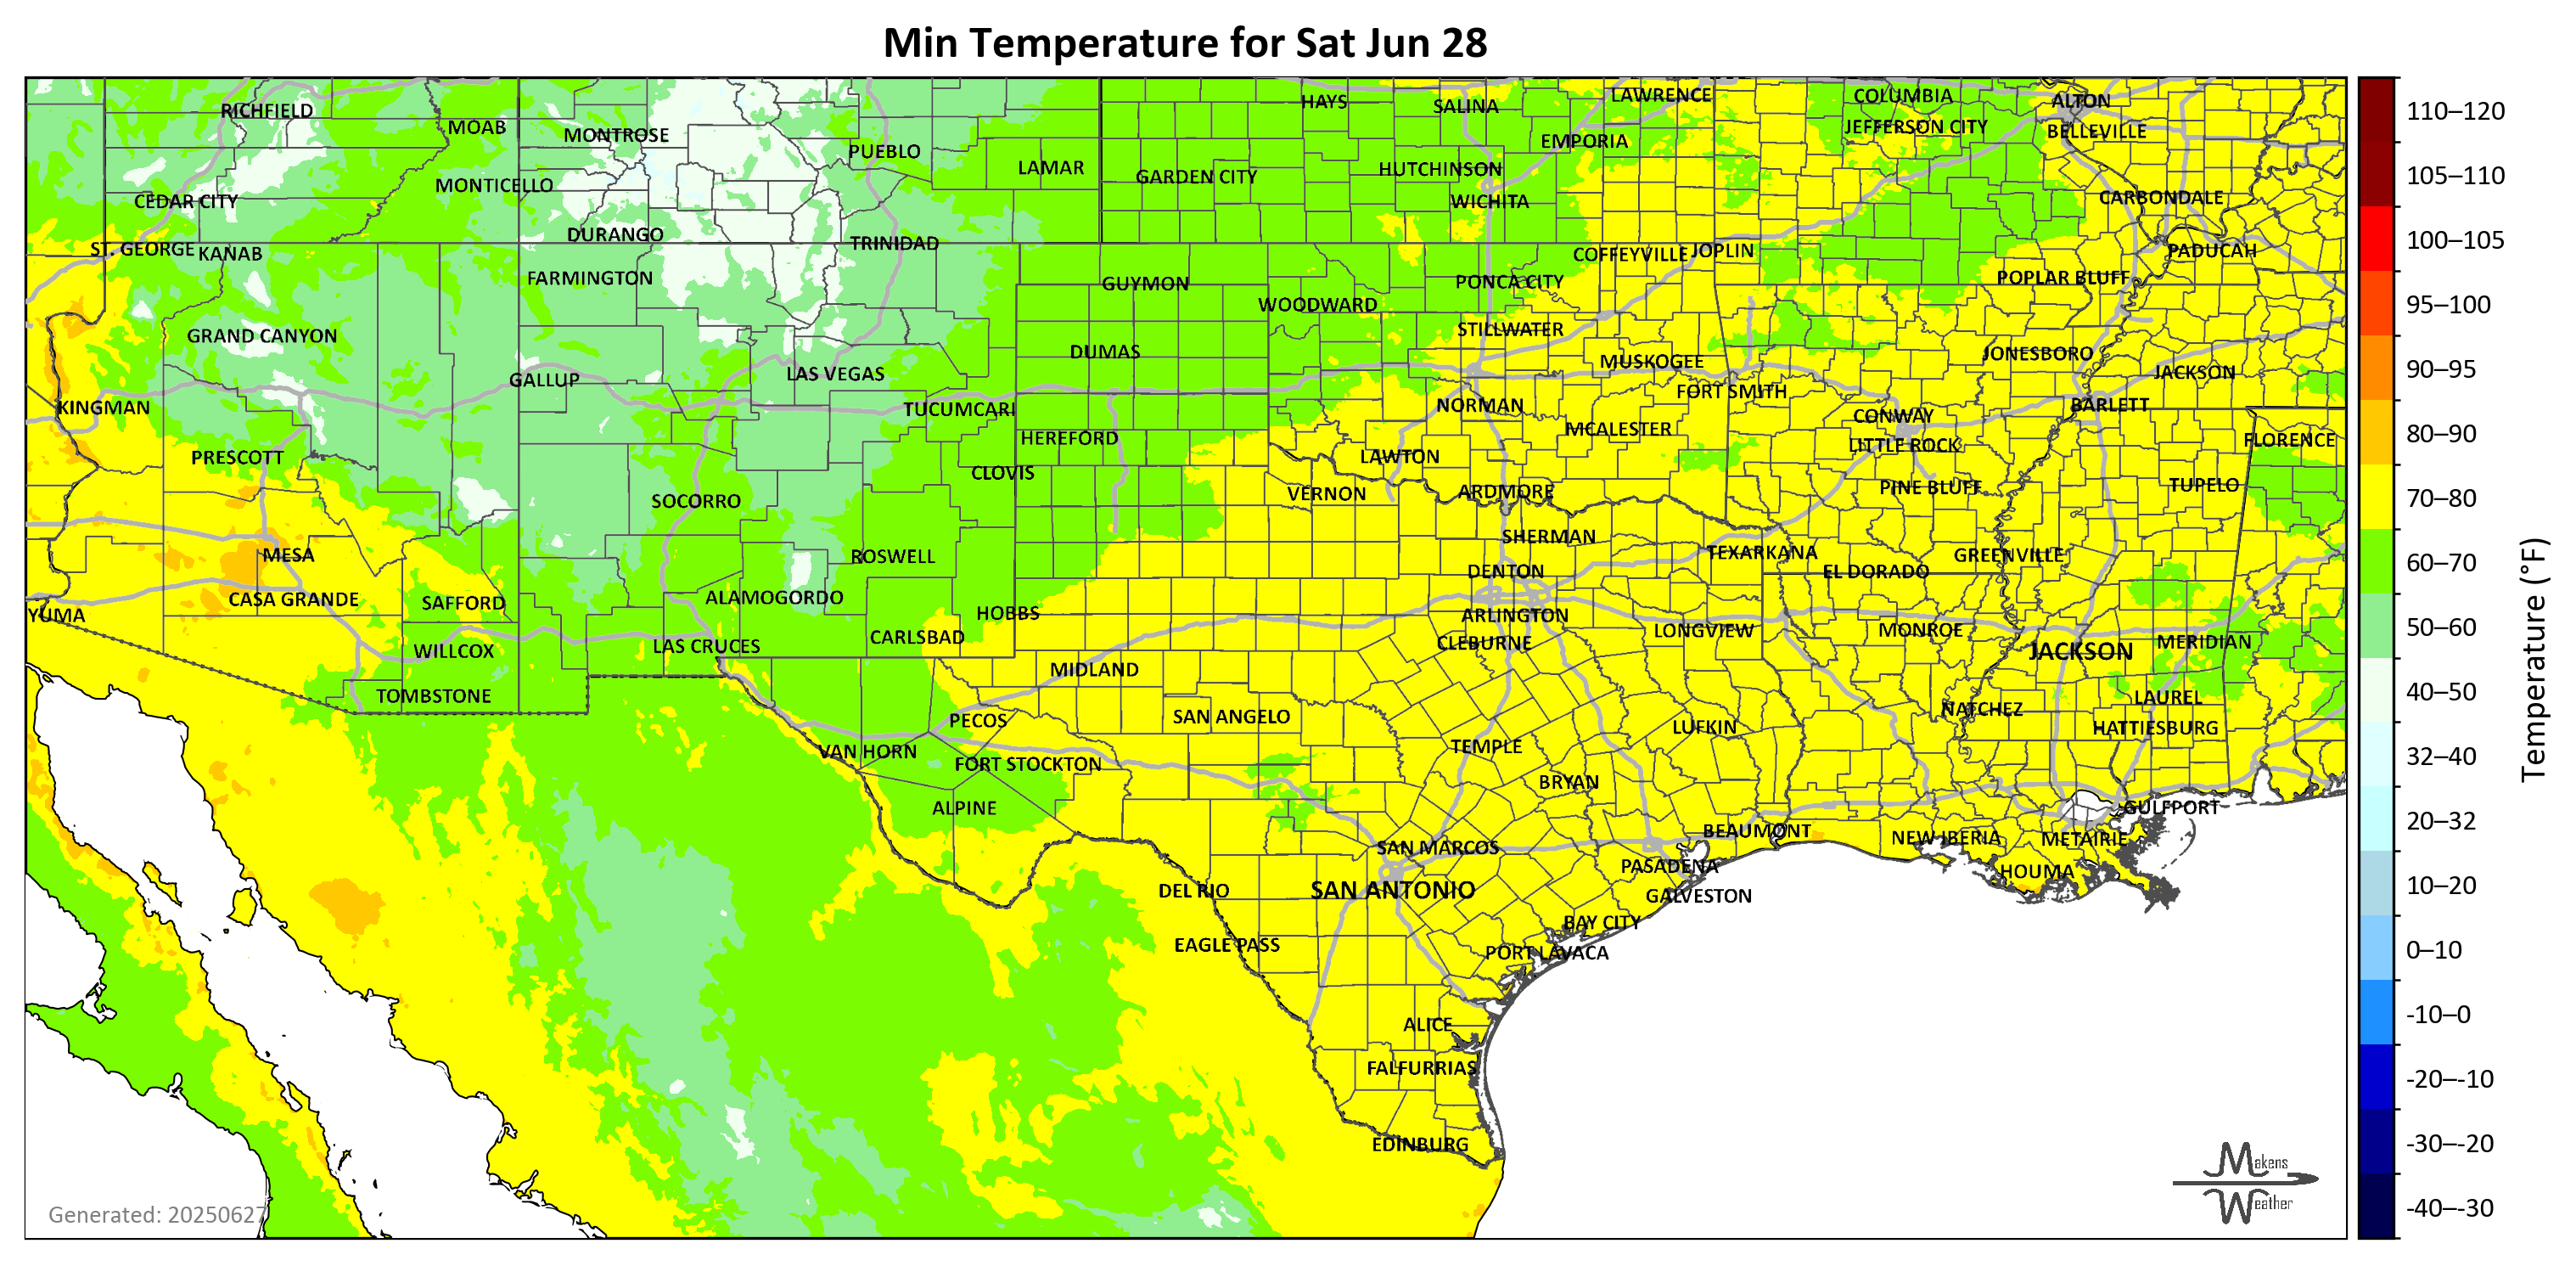 Min Temperature for Sat Jun 28
RICHFIELD
MOAB
MONTROSE
PUEBLO
LAMAR
HAYS
SALINA
LAWRENCE
COLUMBIA
ALTON
GARDEN CITY
HUTCHINSON
EMPORIA
JEFFERSON CITY
BELLEVILLE
CEDAR CITY
MONTICELLO
WICHITA
CARBONDALE
ST. GEORGE
KANAB
DURANGO
TRINIDAD
COFFEYVILLE
JOPLIN
PADUCAH
FARMINGTON
GUYMON
WOODWARD
PONCA CITY
POPLAR BLUFF
GRAND CANYON
DUMAS
STILLWATER
MUSKOGEE
JONESBORO
JACKSON
KINGMAN
GALLUP
LAS VEGAS
TUCUMCARI
NORMAN
FORT SMITH
CONWAY
BARLETT
PRESCOTT
HEREFORD
LAWTON
MCALESTER
LITTLE ROCK
FLORENCE
SOCORRO
CLOVIS
VERNON
ARDMORE
PINE BLUFF
TUPELO
MESA
ROSWELL
SHERMAN
TEXARKANA
GREENVILLE
CASA GRANDE
SAFFORD
ALAMOGORDO
DENTON
EL DORADO
YUMA
HOBBS
ARLINGTON
WILLCOX
LAS CRUCES
CARLSBAD
CLEBURNE
LONGVIEW
MONROE
JACKSON
MERIDIAN
TOMBSTONE
MIDLAND
LAUREL
PECOS
SAN ANGELO
LUFKIN
NATCHEZ
HATTIESBURG
VAN HORN
FORT STOCKTON
TEMPLE
BRYAN
ALPINE
BEAUMONT
NEW IBERIA
METAIRIE
GULFPORT
SAN MARCOS
PASADENA
HOUMA
DEL RIO
SAN ANTONIO
GALVESTON
EAGLE PASS
BAY CITY
PORT LAVACA
ALICE
FALFURRIAS
EDINBURG
Generated: 20250627
Makens
Weather
110–120
105–110
100–105
95–100
90–95
80–90
70–80
60–70
50–60
40–50
32–40
20–32
10–20
0–10
-10–0
-20–-10
-30–-20
-40–-30
Temperature (°F)